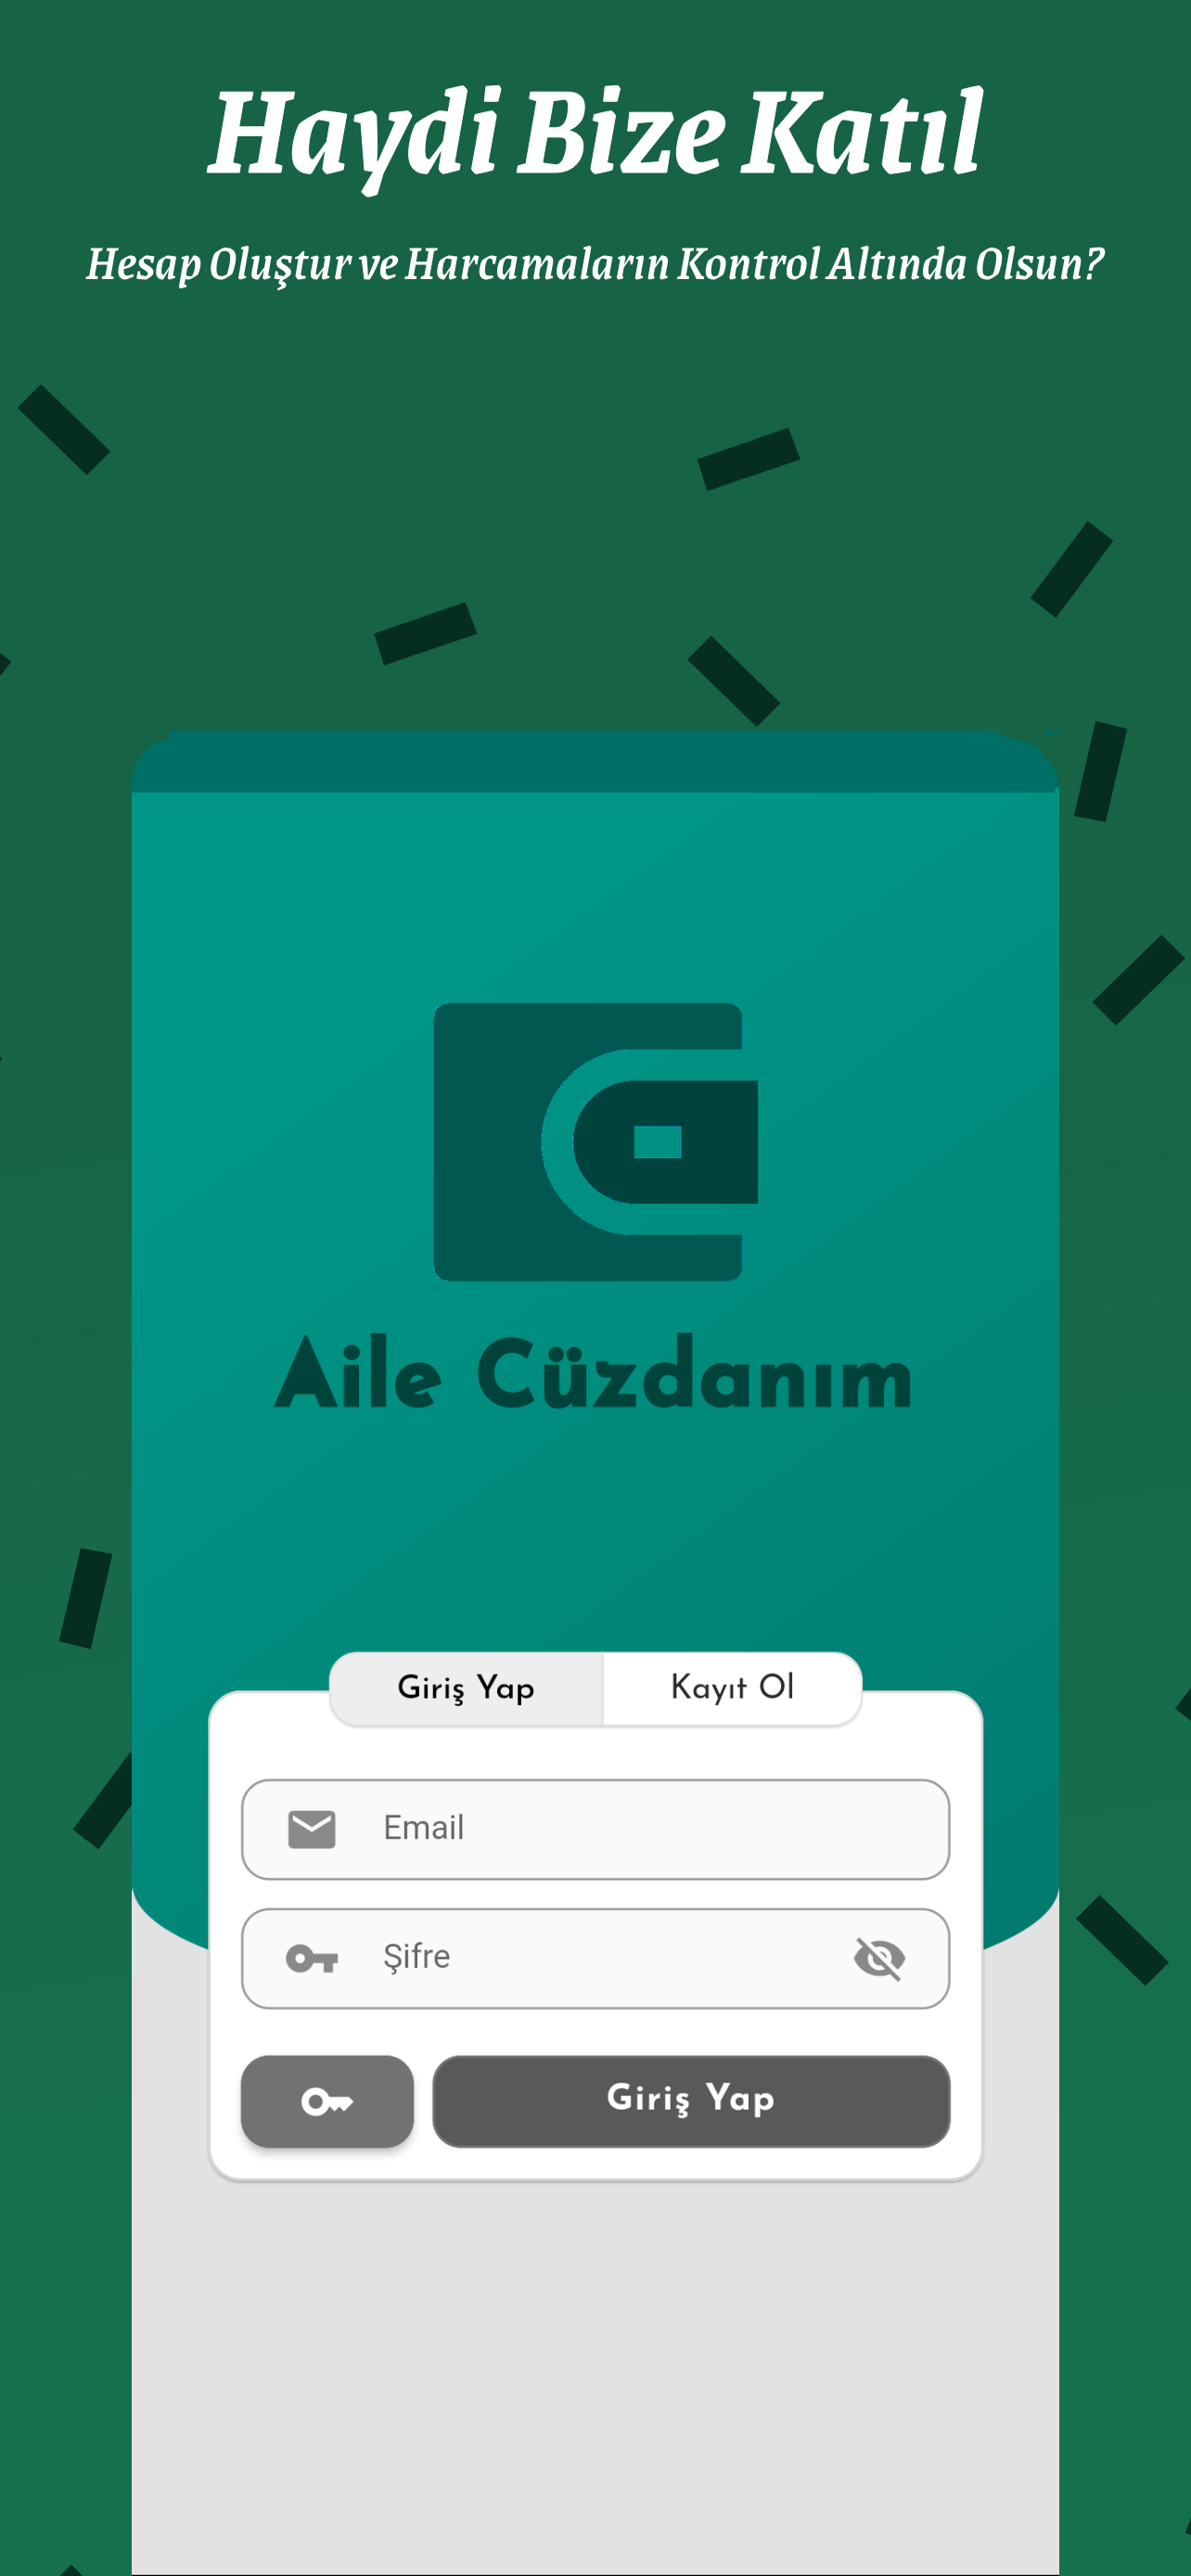 Haydi Bize Katıl
Hesap Oluştur ve Harcamaların Kontrol Altında Olsun?
Aile Cüzdanım
Giriş Yap
Kayıt Ol
Email
Şifre
Giriş Yap